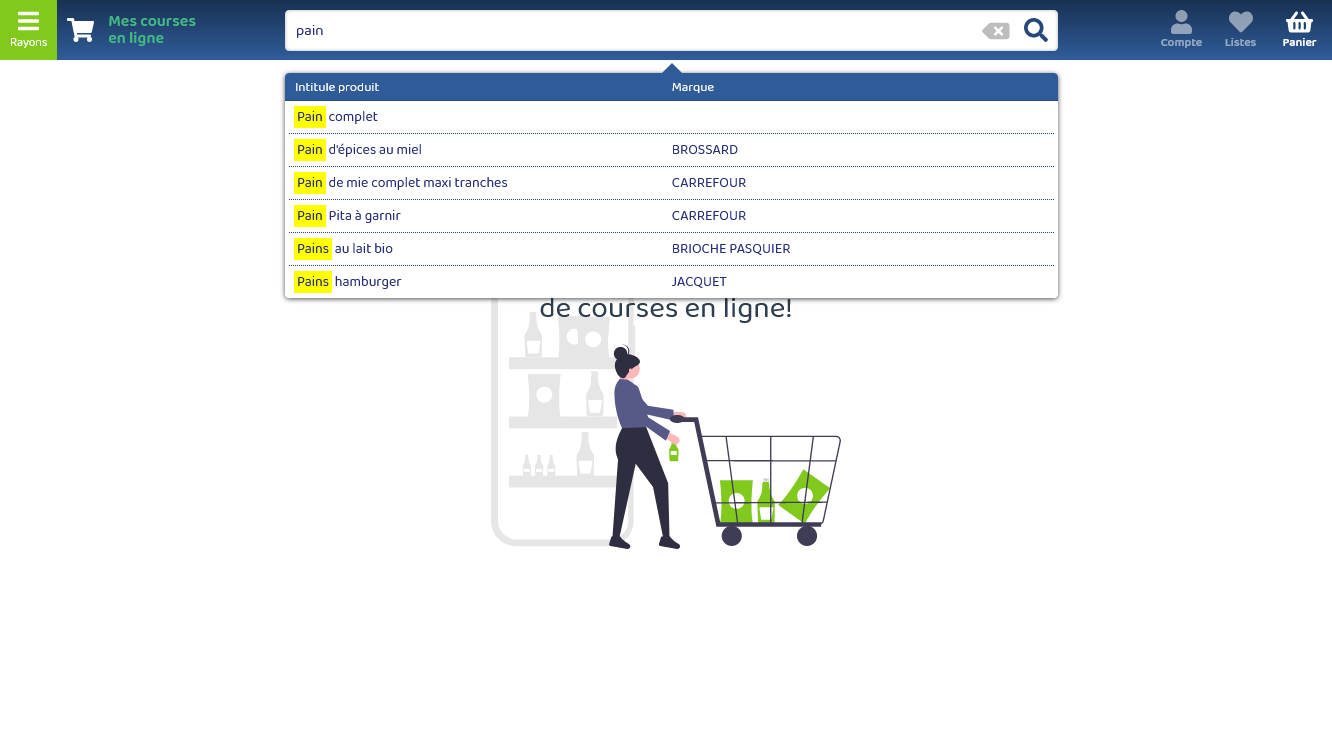 Rayons
Mes courses
en ligne
pain
Compte
Listes
Panier
Intitule produit Marque
Pain complet
Pain d'épices au miel BROSSARD
Pain de mie complet maxi tranches CARREFOUR
Pain Pita à garnir CARREFOUR
Pains au lait bio BRIOCHE PASQUIER
Pains hamburger JACQUET
de courses en ligne!